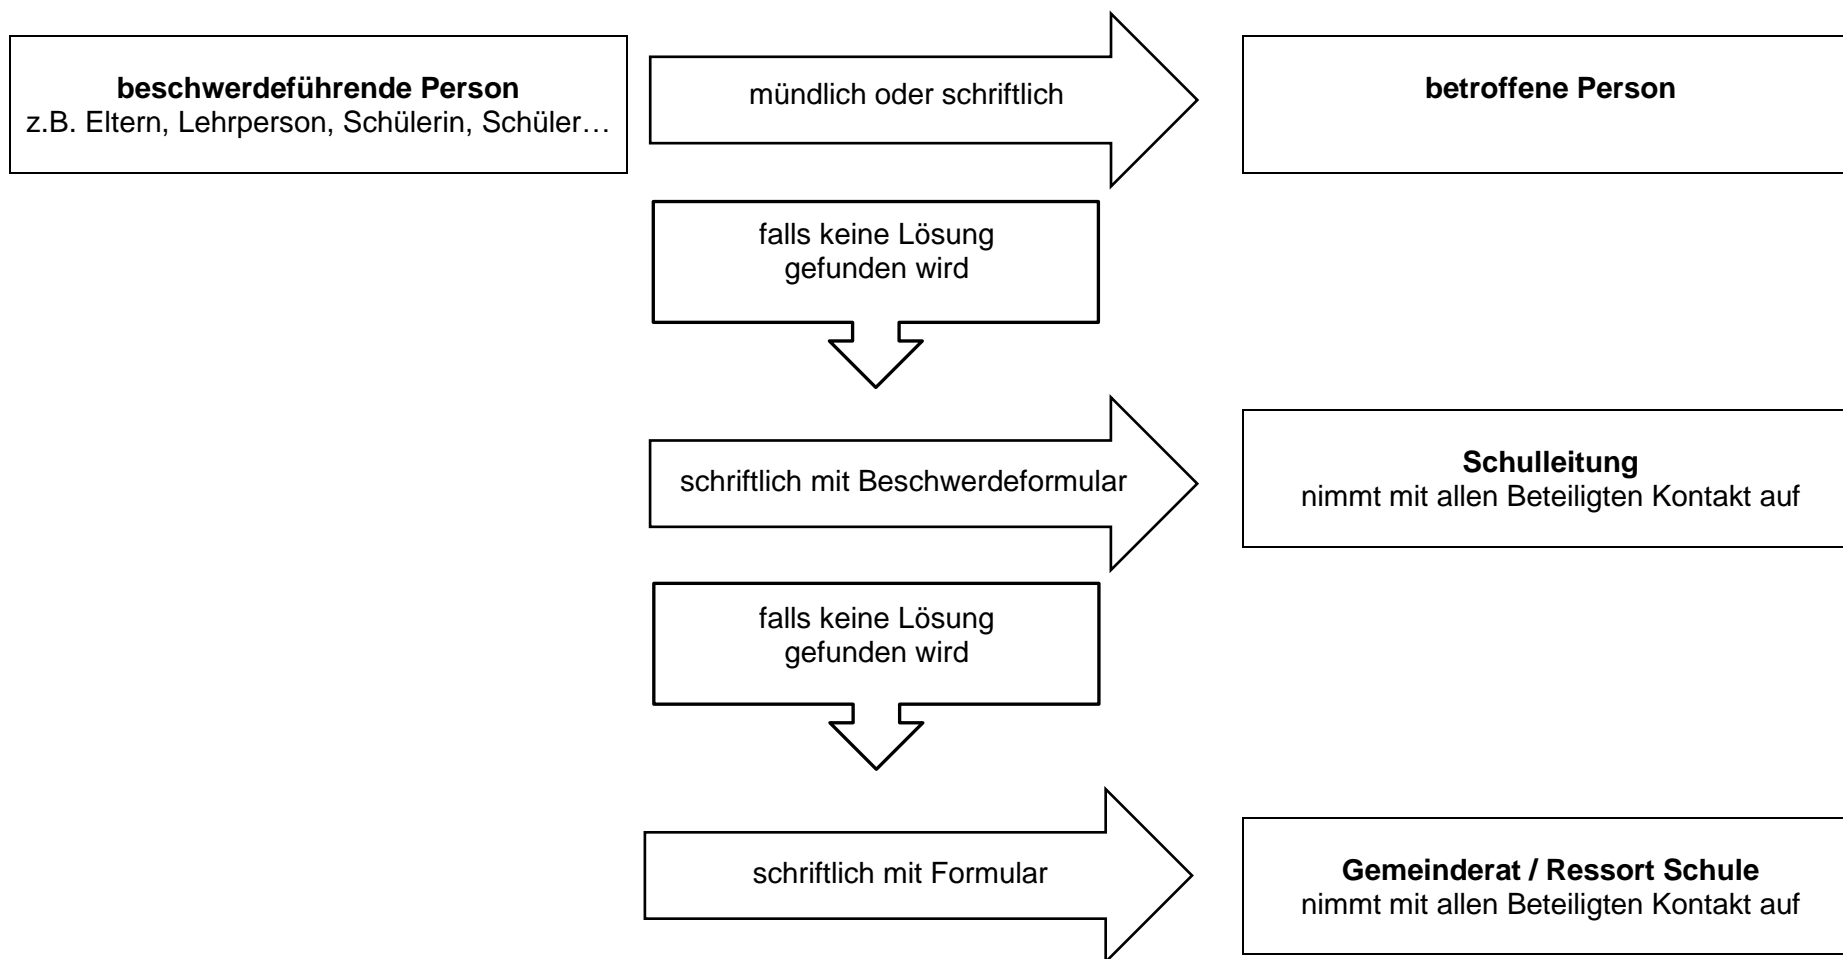 beschwerdeführende Person
z.B. Eltern, Lehrperson, Schülerin, Schüler…
mündlich oder schriftlich
betroffene Person
falls keine Lösung
gefunden wird
schriftlich mit Beschwerdeformular
Schulleitung
nimmt mit allen Beteiligten Kontakt auf
falls keine Lösung
gefunden wird
schriftlich mit Formular
Gemeinderat / Ressort Schule
nimmt mit allen Beteiligten Kontakt auf